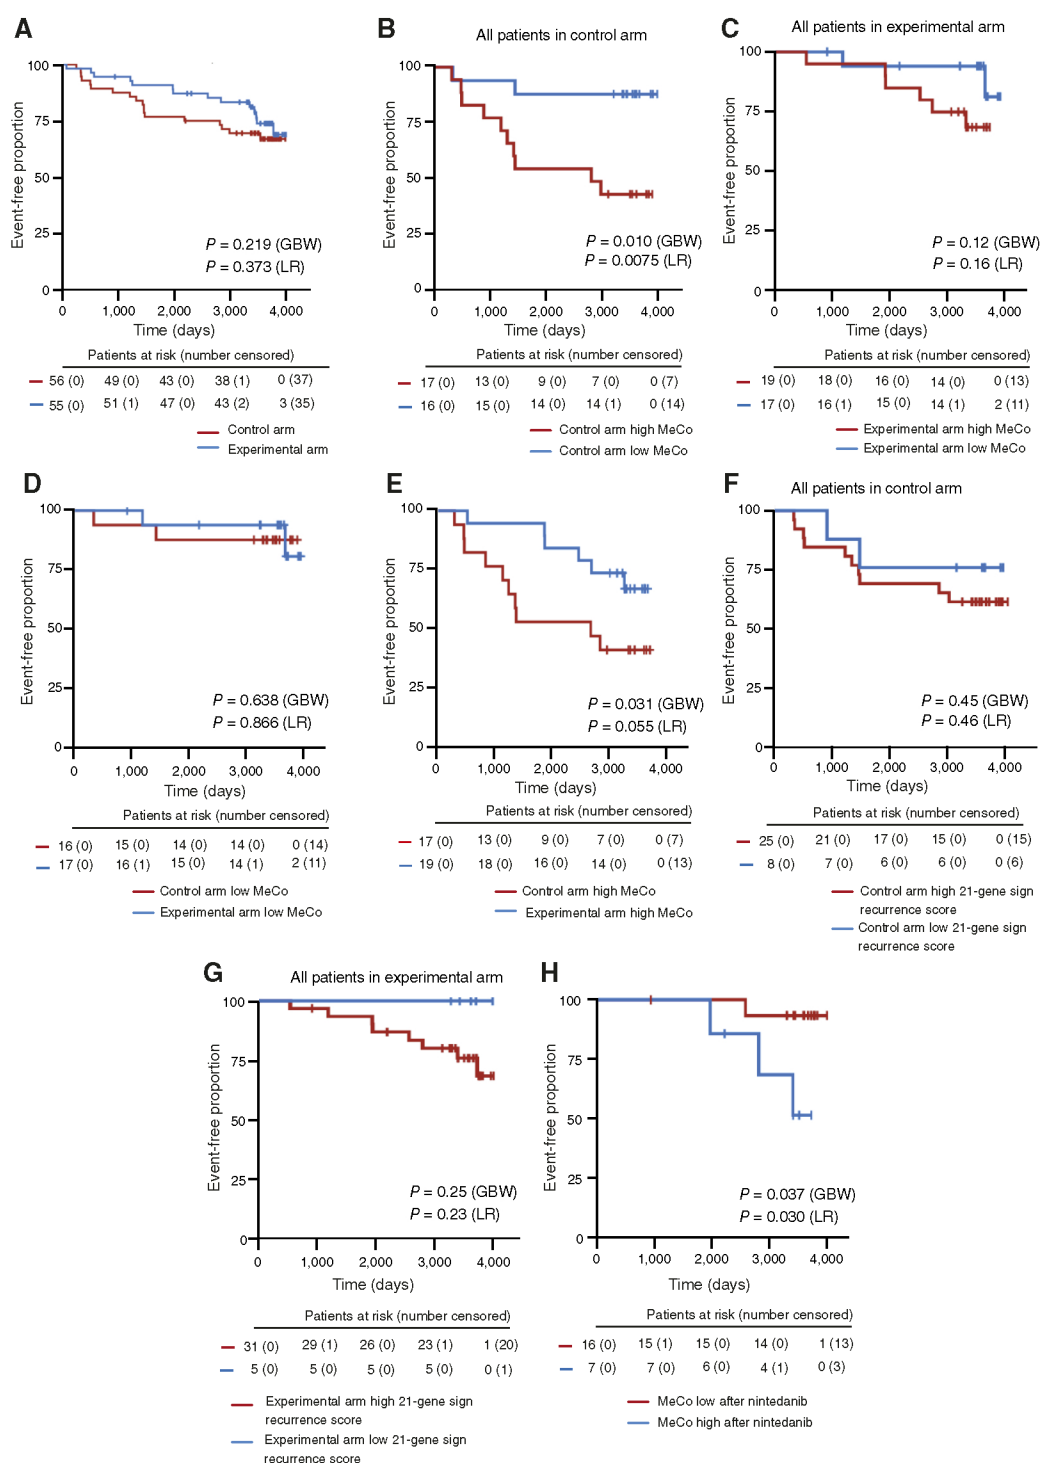 A
100
75
50
25
0
Event-free proportion
P = 0.219 (GBW)
P = 0.373 (LR)
0 1,000 2,000 3,000 4,000
Time (days)
Patients at risk (number censored)
56 (0) 49 (0) 43 (0) 38 (1) 0 (37)
55 (0) 51 (1) 47 (0) 43 (2) 3 (35)
Control arm
Experimental arm
B
All patients in control arm
100
75
50
25
0
Event-free proportion
P = 0.010 (GBW)
P = 0.0075 (LR)
0 1,000 2,000 3,000 4,000
Time (days)
Patients at risk (number censored)
17 (0) 13 (0) 9 (0) 7 (0) 0 (7)
16 (0) 15 (0) 14 (0) 14 (1) 0 (14)
Control arm high MeCo
Control arm low MeCo
C
All patients in experimental arm
100
75
50
25
0
Event-free proportion
P = 0.12 (GBW)
P = 0.16 (LR)
0 1,000 2,000 3,000 4,000
Time (days)
Patients at risk (number censored)
19 (0) 18 (0) 16 (0) 14 (0) 0 (13)
17 (0) 16 (1) 15 (0) 14 (1) 2 (11)
Experimental arm high MeCo
Experimental arm low MeCo
D
100
75
50
25
0
Event-free proportion
P = 0.638 (GBW)
P = 0.866 (LR)
0 1,000 2,000 3,000 4,000
Time (days)
Patients at risk (number censored)
16 (0) 15 (0) 14 (0) 14 (0) 0 (14)
17 (0) 16 (1) 15 (0) 14 (1) 2 (11)
Control arm low MeCo
Experimental arm low MeCo
E
100
75
50
25
0
Event-free proportion
P = 0.031 (GBW)
P = 0.055 (LR)
0 1,000 2,000 3,000 4,000
Time (days)
Patients at risk (number censored)
17 (0) 13 (0) 9 (0) 7 (0) 0 (7)
19 (0) 18 (0) 16 (0) 14 (0) 0 (13)
Control arm high MeCo
Experimental arm high MeCo
F
All patients in control arm
100
75
50
25
0
Event-free proportion
P = 0.45 (GBW)
P = 0.46 (LR)
0 1,000 2,000 3,000 4,000
Time (days)
Patients at risk (number censored)
25 (0) 21 (0) 17 (0) 15 (0) 0 (15)
8 (0) 7 (0) 6 (0) 6 (0) 0 (6)
Control arm high 21-gene sign
recurrence score
Control arm low 21-gene sign
recurrence score
G
All patients in experimental arm
100
75
50
25
0
Event-free proportion
P = 0.25 (GBW)
P = 0.23 (LR)
0 1,000 2,000 3,000 4,000
Time (days)
Patients at risk (number censored)
31 (0) 29 (1) 26 (0) 23 (1) 1 (20)
5 (0) 5 (0) 5 (0) 5 (0) 0 (1)
Experimental arm high 21-gene sign
recurrence score
Experimental arm low 21-gene sign
recurrence score
H
100
75
50
25
0
Event-free proportion
P = 0.037 (GBW)
P = 0.030 (LR)
0 1,000 2,000 3,000 4,000
Time (days)
Patients at risk (number censored)
16 (0) 15 (1) 15 (0) 14 (0) 1 (13)
7 (0) 7 (0) 6 (0) 4 (1) 0 (3)
MeCo low after nintedanib
MeCo high after nintedanib